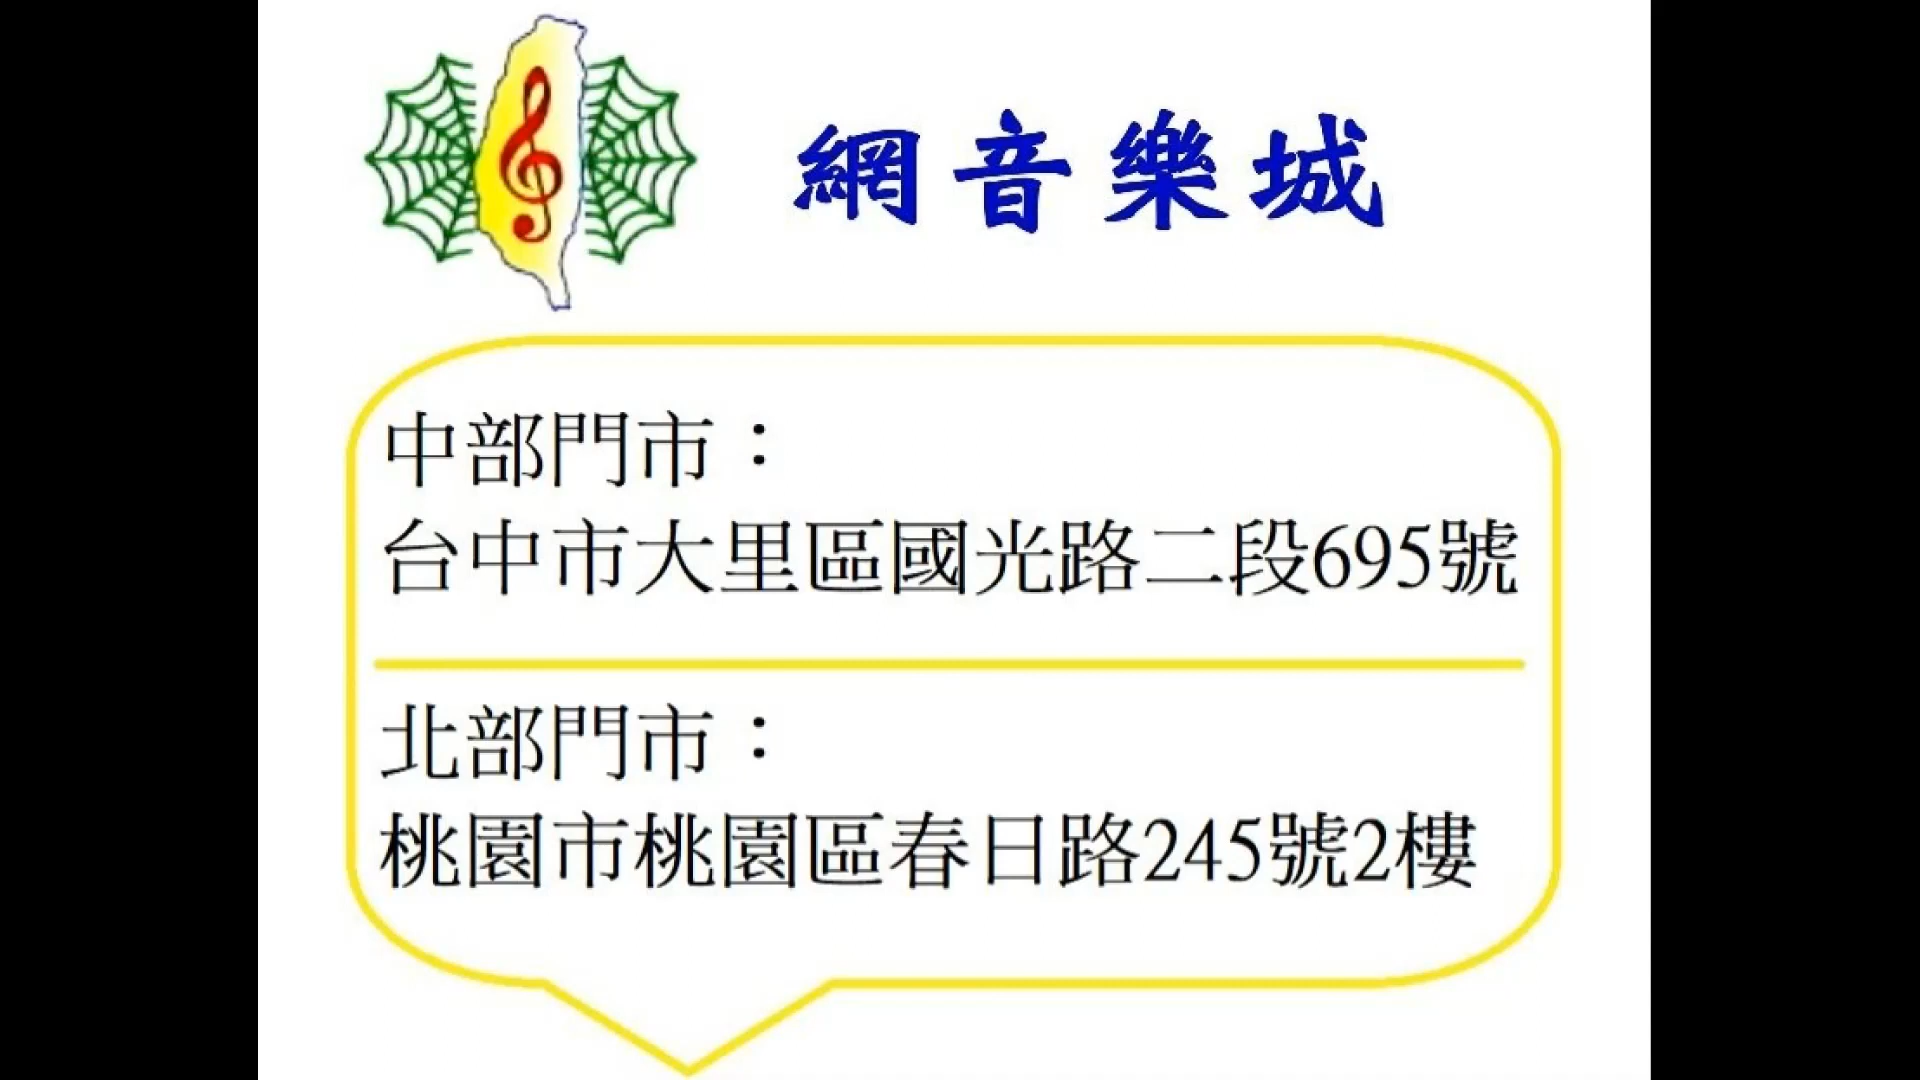 網音樂城
中部門市：
台中市大里區國光路二段695號
北部門市：
桃園市桃園區春日路245號2樓